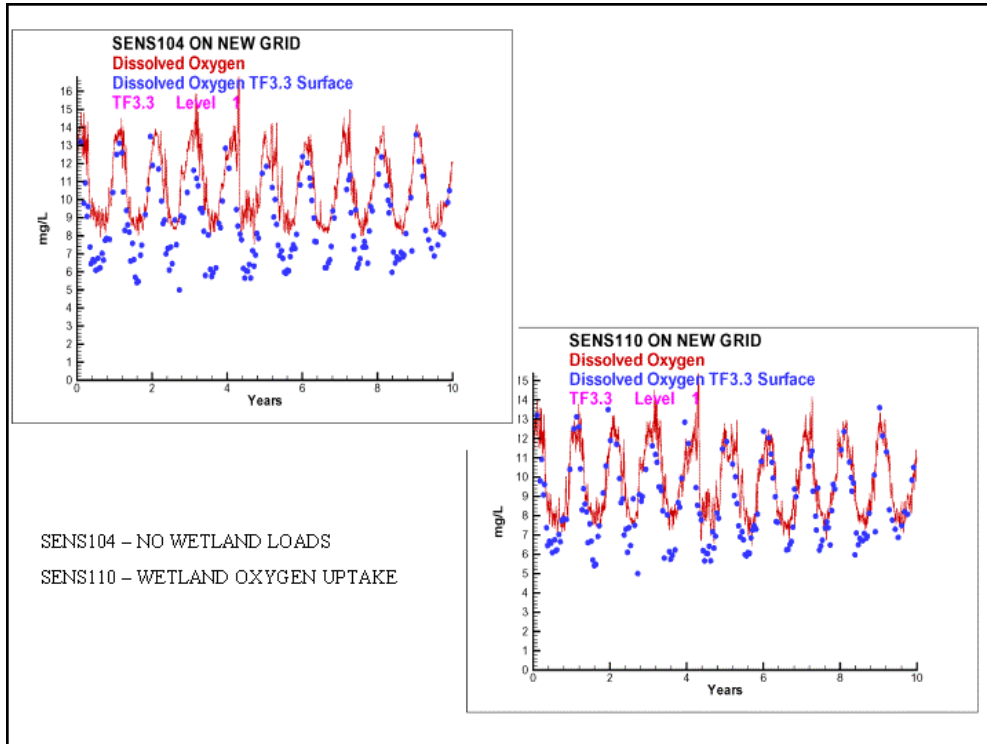 SENS104 ON NEW GRID
Dissolved Oxygen
Dissolved Oxygen TF3.3 Surface
TF3.3 Level 1
16
15
14
13
12
11
10
9
8
7
6
5
4
3
2
1
0
mg/L
0 2 4 6 8 10
Years
SENS110 ON NEW GRID
Dissolved Oxygen
Dissolved Oxygen TF3.3 Surface
TF3.3 Level 1
15
14
13
12
11
10
9
8
7
6
5
4
3
2
1
0
mg/L
0 2 4 6 8 10
Years
SENS104 – NO WETLAND LOADS
SENS110 – WETLAND OXYGEN UPTAKE